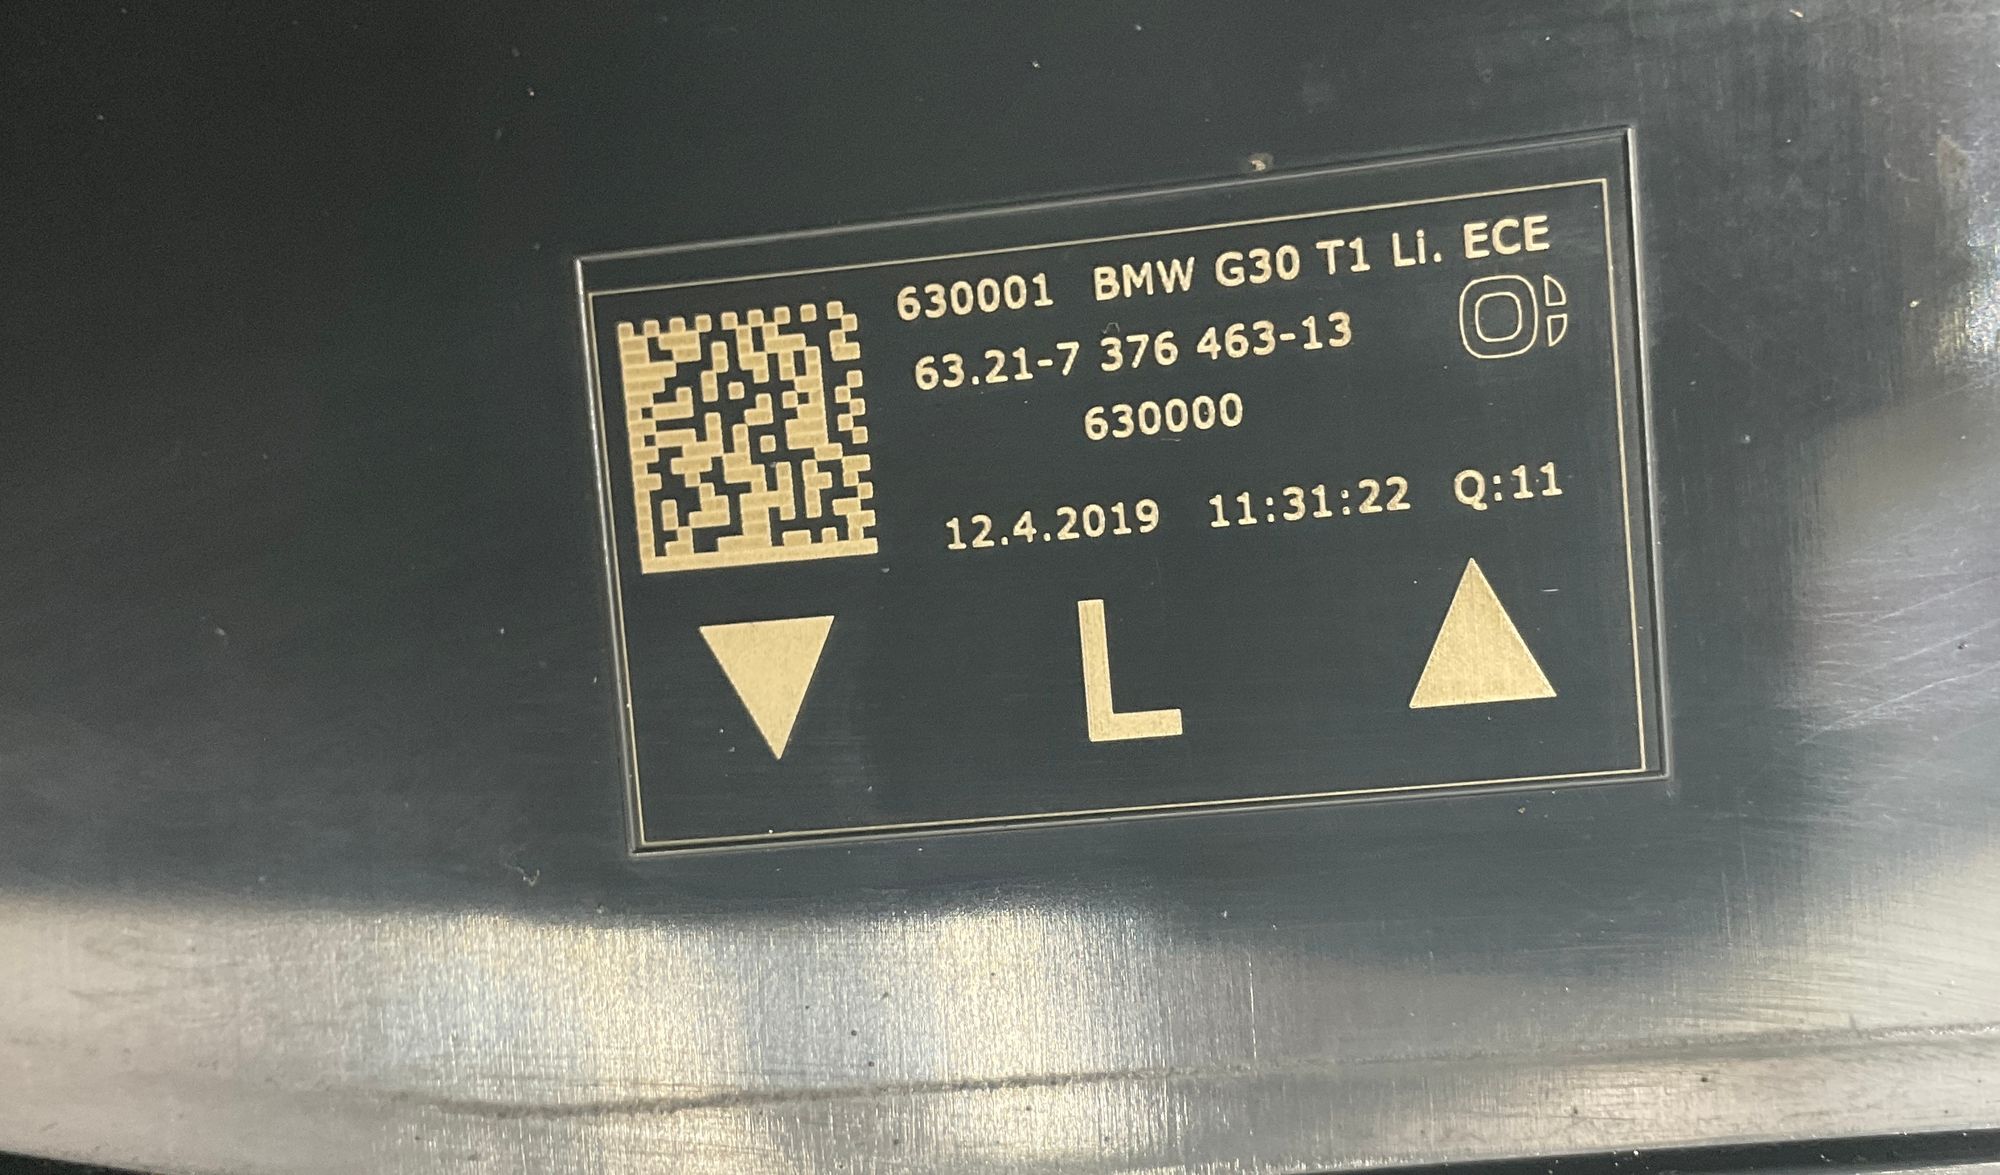 630001 BMW G30 T1 Li. ECE
63.21-7 376 463-13
630000
12.4.2019 11:31:22 Q:11
L